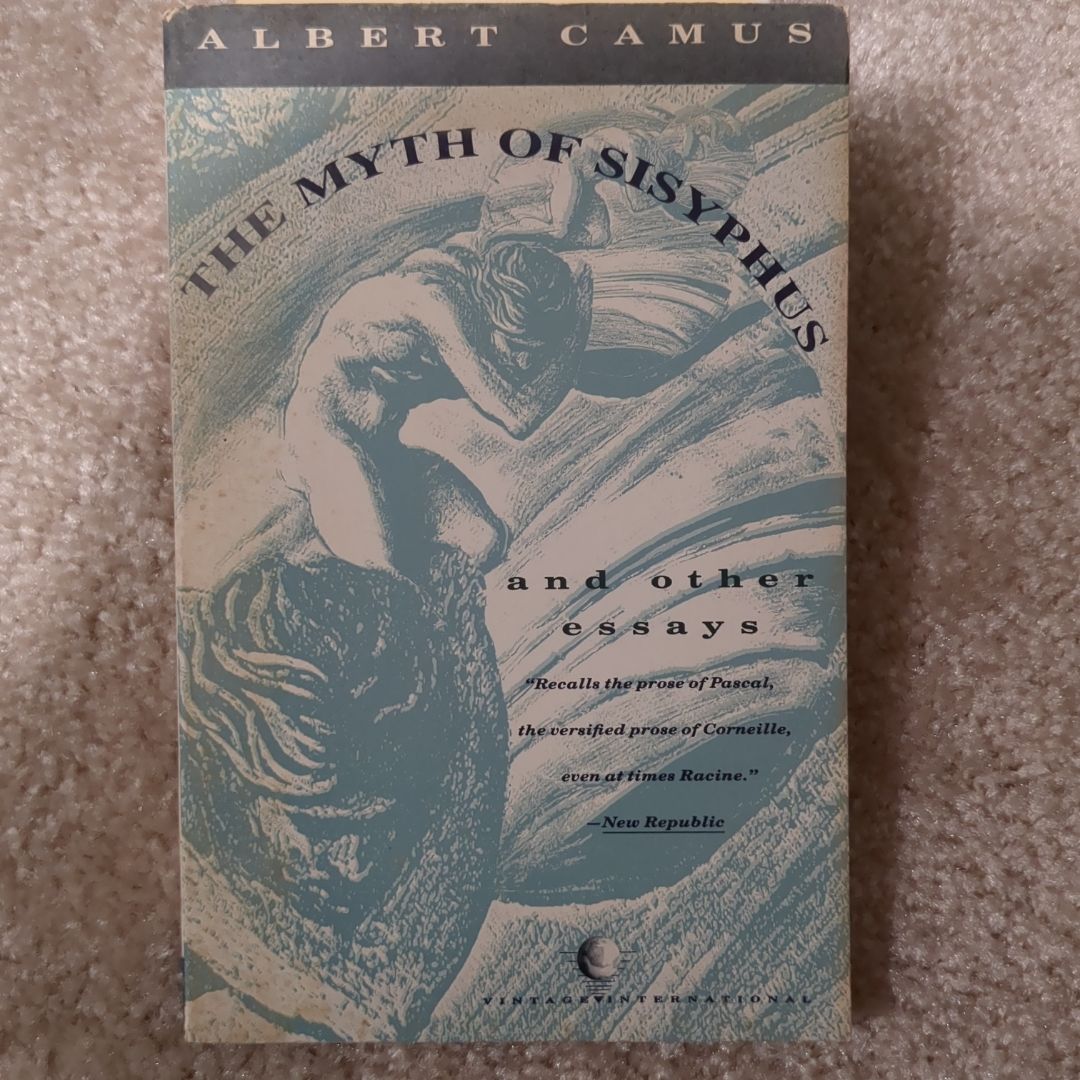 ALBERT CAMUS
THE MYTH OF SISYPHUS
and other
essays
“Recalls the prose of Pascal,
the versified prose of Corneille,
even at times Racine.”
—New Republic
VINTAGE INTERNATIONAL